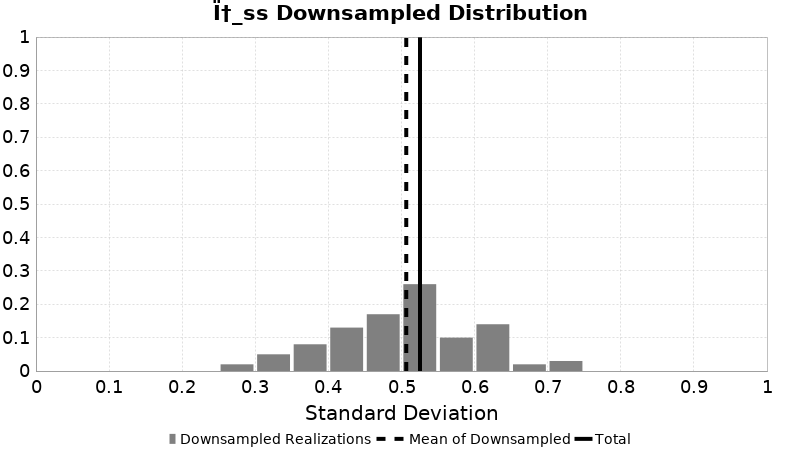 Ï†_ss Downsampled Distribution
1
0.9
0.8
0.7
0.6
0.5
0.4
0.3
0.2
0.1
0
0 0.1 0.2 0.3 0.4 0.5 0.6 0.7 0.8 0.9 1
Standard Deviation
Downsampled Realizations Mean of Downsampled Total